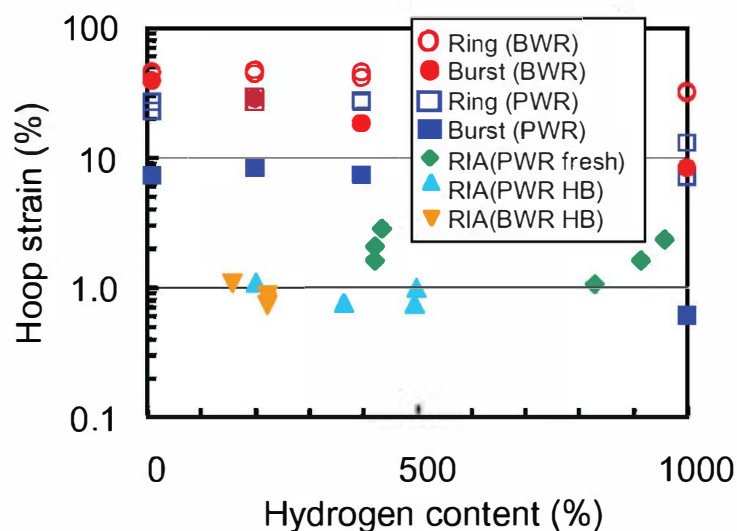 100
10
1.0
0.1
Hoop strain (%)
Ring (BWR)
Burst (BWR)
Ring (PWR)
Burst (PWR)
RIA(PWR fresh)
RIA(PWR HB)
RIA(BWR HB)
0 500 1000
Hydrogen content (%)